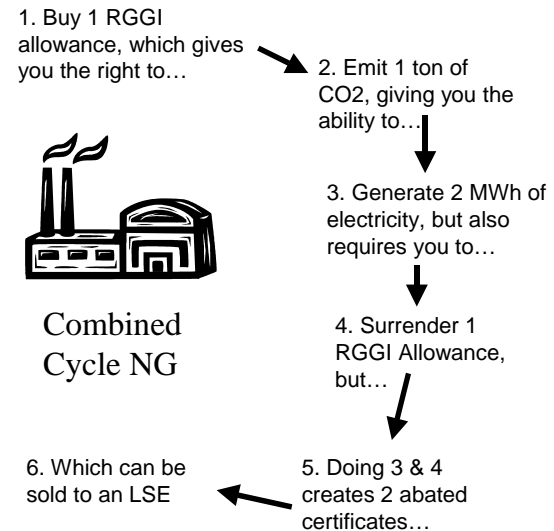 1. Buy 1 RGGI
allowance, which gives
you the right to…
2. Emit 1 ton of
CO2, giving you the
ability to…
3. Generate 2 MWh of
electricity, but also
requires you to…
Combined
Cycle NG
4. Surrender 1
RGGI Allowance,
but…
5. Doing 3 & 4
creates 2 abated
certificates…
6. Which can be
sold to an LSE